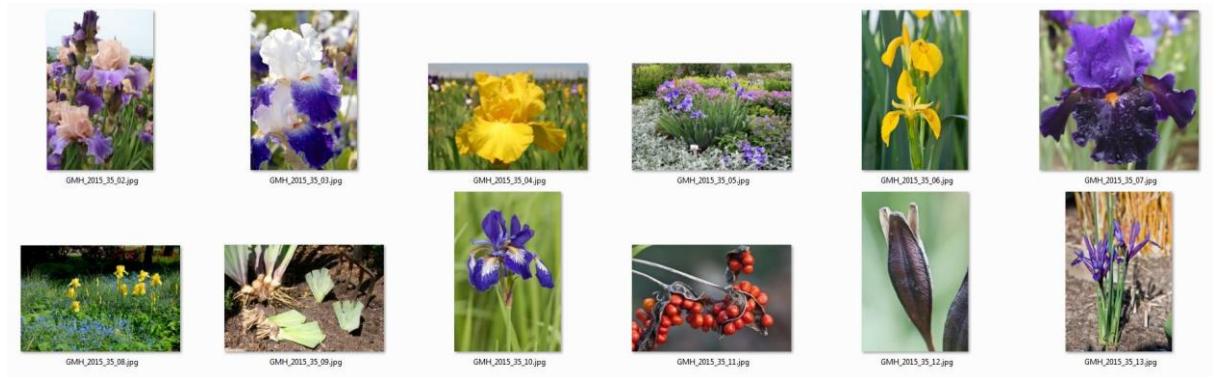 GMH_2015_35_02.jpg
GMH_2015_35_03.jpg
GMH_2015_35_04.jpg
GMH_2015_35_05.jpg
GMH_2015_35_06.jpg
GMH_2015_35_07.jpg
GMH_2015_35_08.jpg
GMH_2015_35_09.jpg
GMH_2015_35_10.jpg
GMH_2015_35_11.jpg
GMH_2015_35_12.jpg
GMH_2015_35_13.jpg